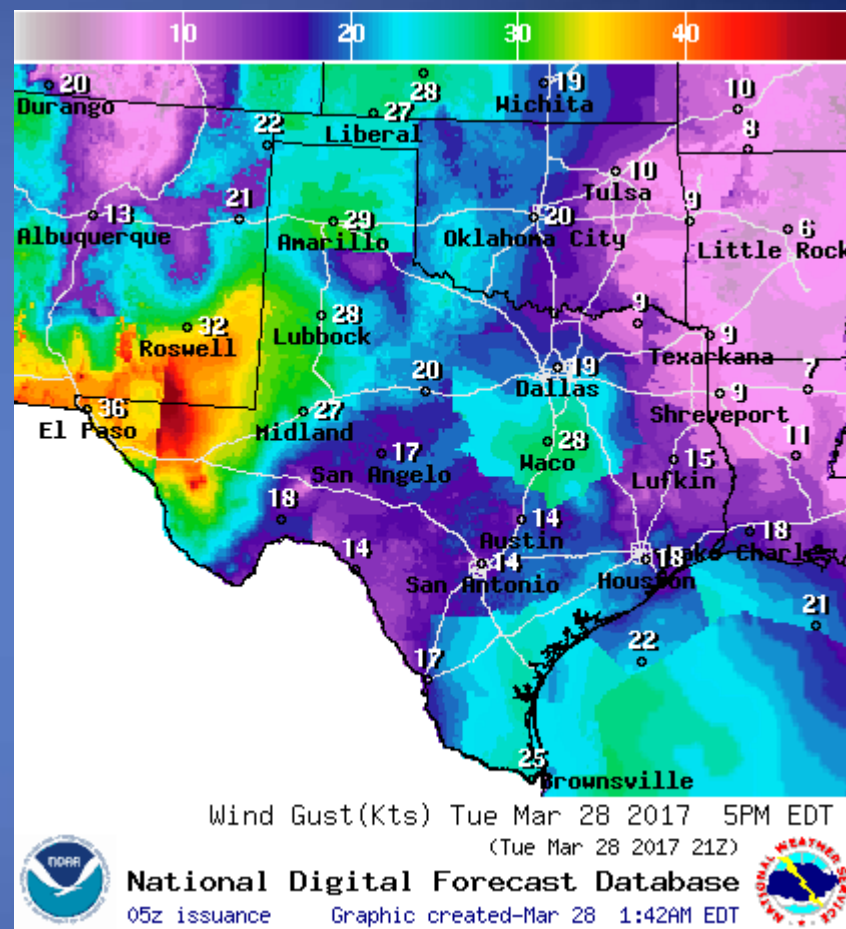 10 20 30 40
20
Durango
28
19
Wichita
10
27
Liberal
22
8
10
Tulsa
13
Albuquerque
21
29
Amarillo
20
Oklahoma City
9
6
Little Rock
32
Roswell
28
Lubbock
9
9
Texarkana
19
Dallas
20
9
Shreveport
7
36
El Paso
27
Midland
17
San Angelo
28
Waco
15
Lufkin
11
18
14
Austin
18
Charles
14
14
San Antonio
18
Houston
21
22
17
25
Brownsville
Wind Gust(Kts) Tue Mar 28 2017 5PM EDT
(Tue Mar 28 2017 21Z)
NOAA
National Digital Forecast Database
05z issuance Graphic created-Mar 28 1:42AM EDT
NATIONAL WEATHER SERVICE